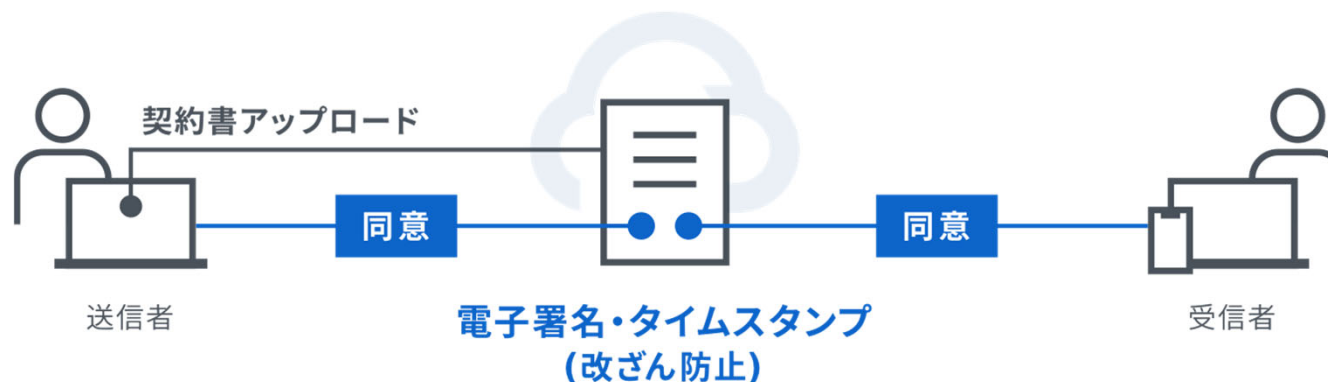 契約書アップロード
同意
同意
送信者
電子署名・タイムスタンプ
(改ざん防止)
受信者